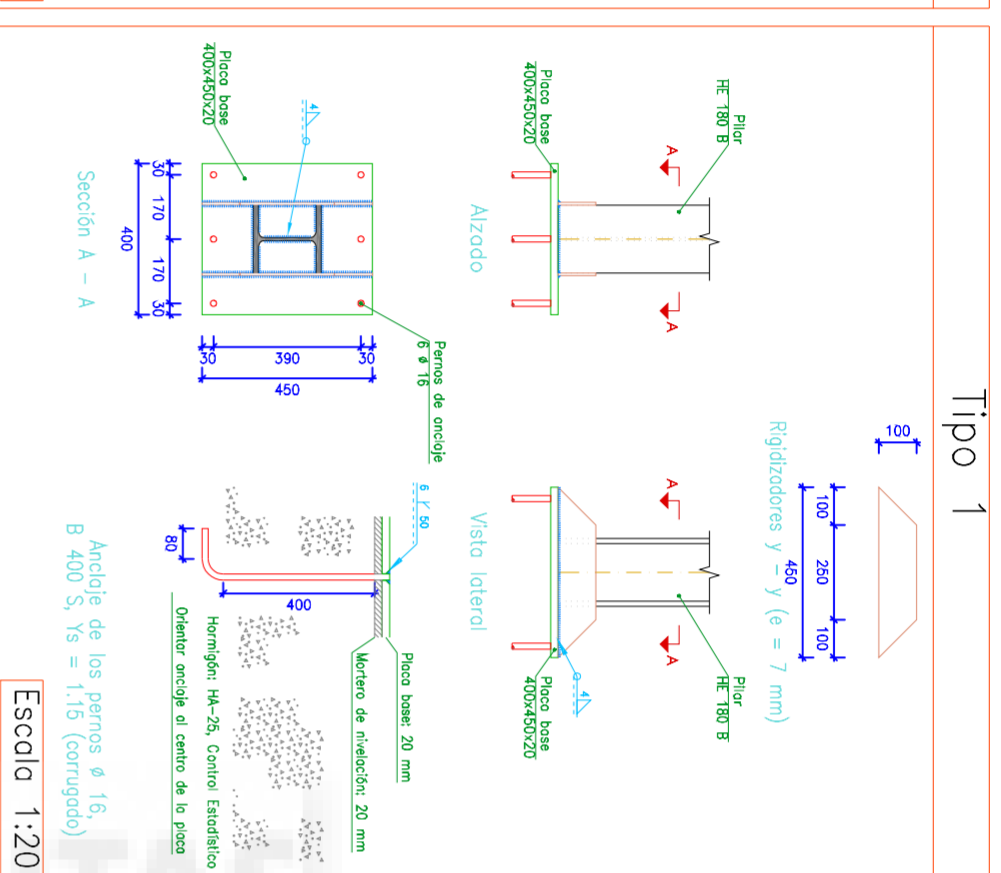 Tipo 1
Pilar
HE 180 B
A
A
Placa base
400x450x20
Alzado
Placa base
400x450x20
4
30
170
170
30
400
30
390
30
450
Pernos de anclaje
6 ø 16
Sección A - A
100
100
250
100
450
Rigidizadores y - y (e = 7 mm)
Pilar
HE 180 B
A
A
4
Placa base
400x450x20
Vista lateral
6
50
400
80
Placa base: 20 mm
Mortero de nivelación: 20 mm
Hormigón: HA-25, Control Estadístico
Orientar anclaje al centro de la placa
Anclaje de los pernos ø 16,
B 400 S, Ys = 1.15 (corrugado)
Escala 1:20